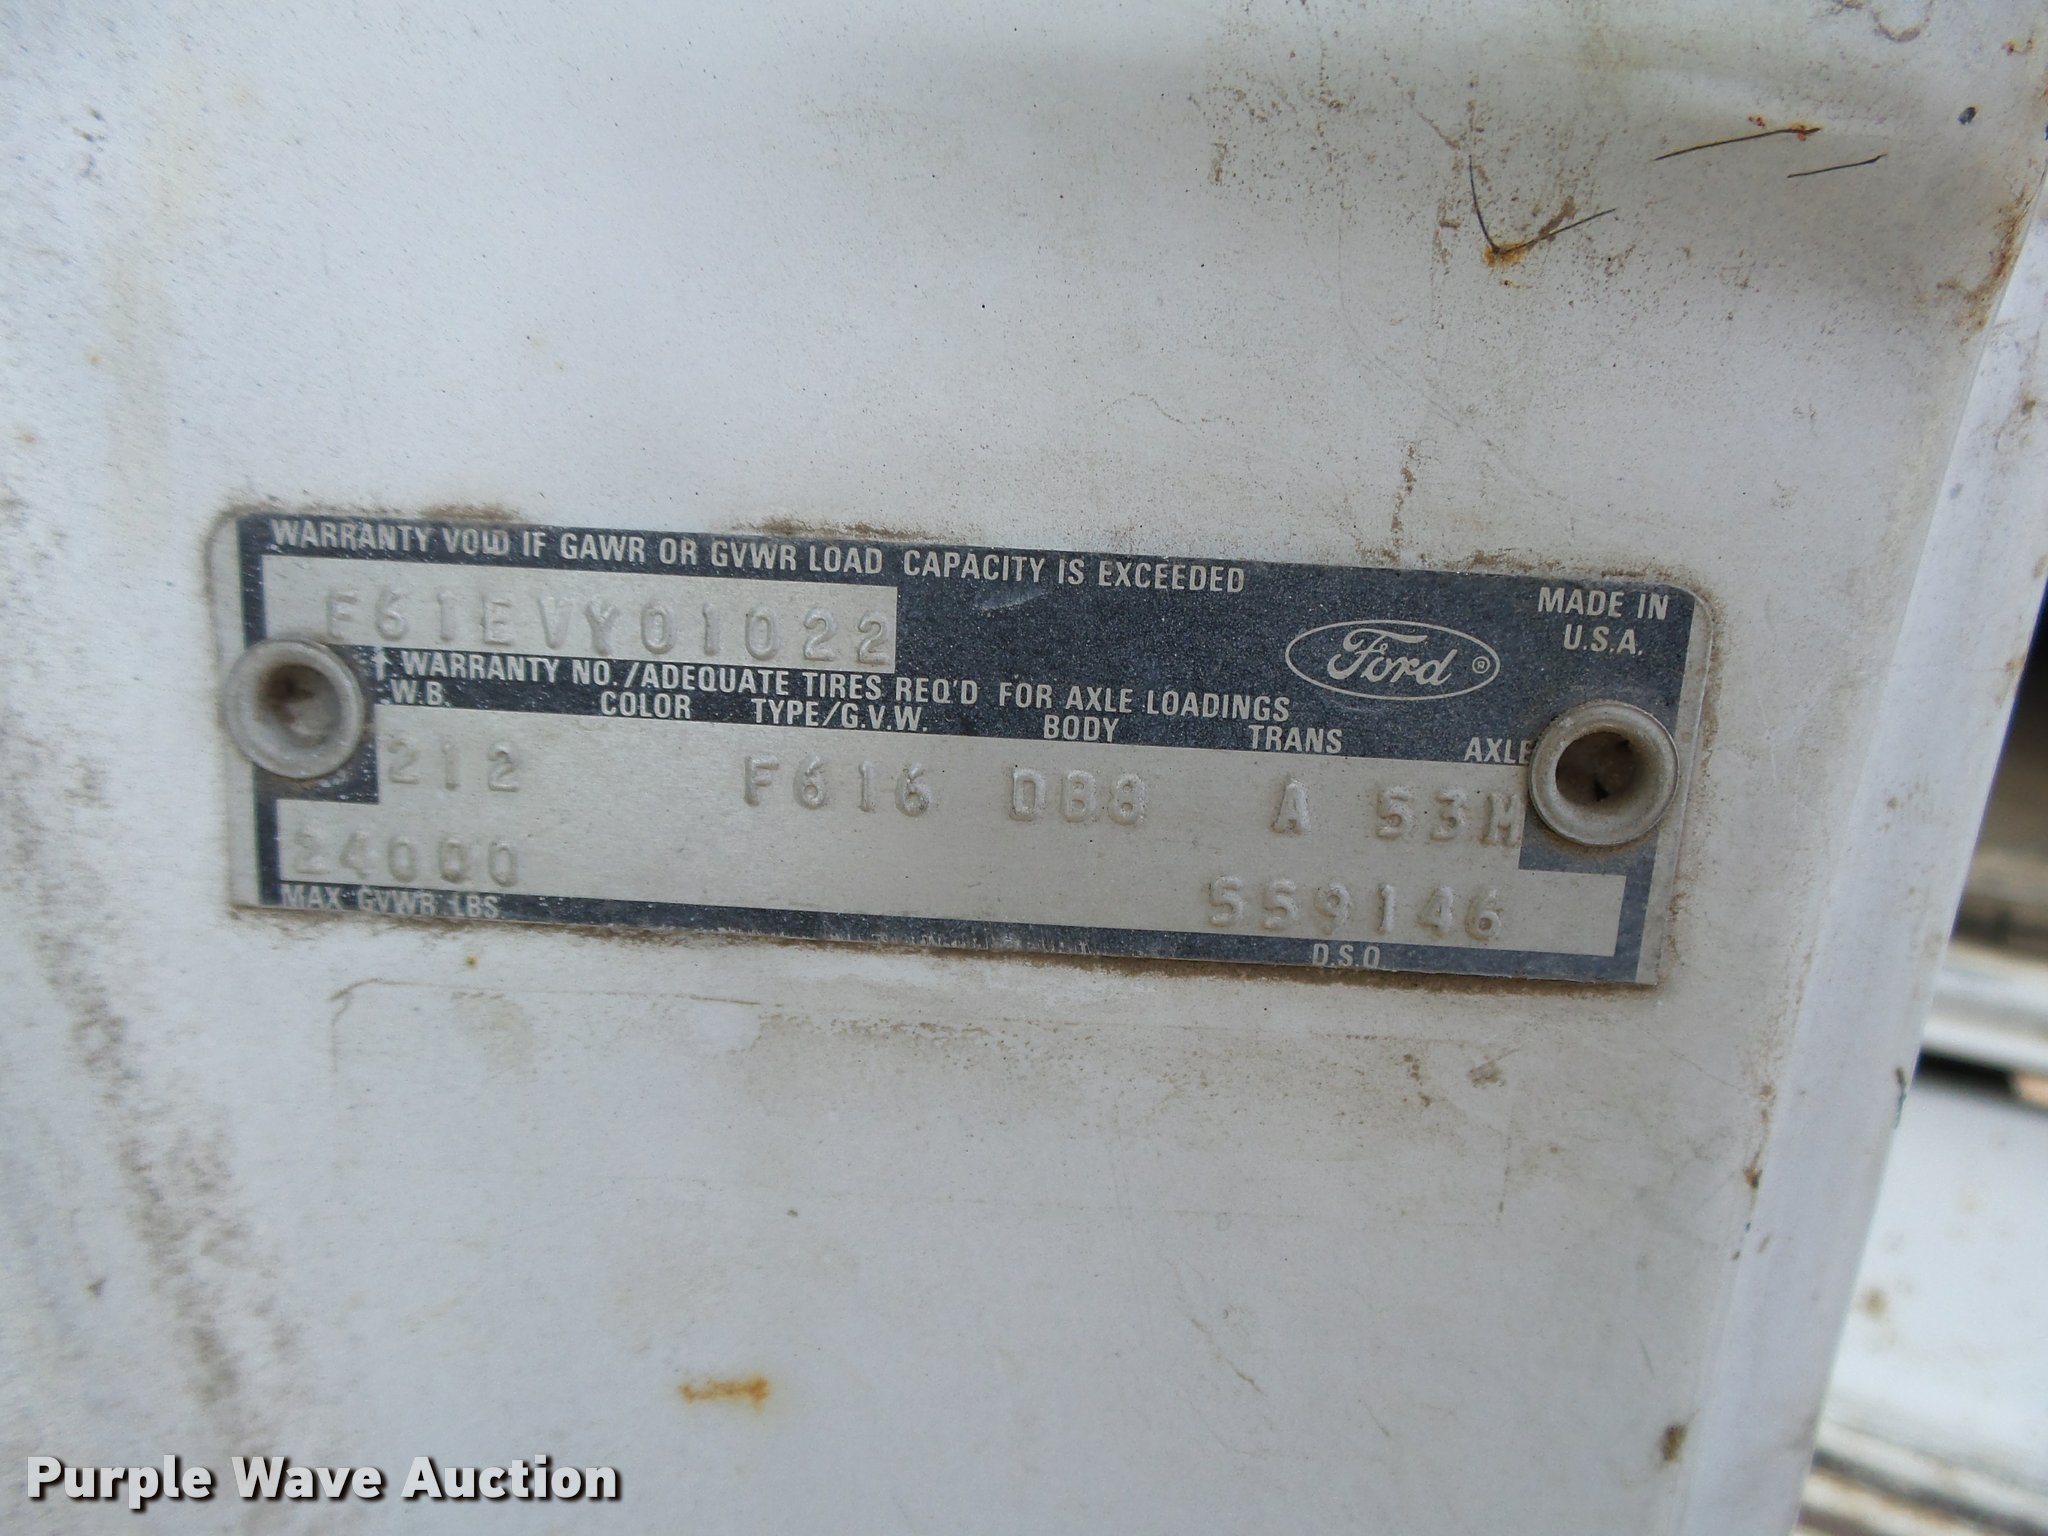 WARRANTY VOID IF GAWR OR GVWR LOAD CAPACITY IS EXCEEDED
MADE IN
U.S.A.
F61EVY01022
Ford ®
↑ WARRANTY NO./ADEQUATE TIRES REQ'D FOR AXLE LOADINGS
W.B. COLOR TYPE/G.V.W. BODY TRANS AXLE
212 F616 D88 A 53M
24000 559146
MAX GVWR LBS D.S.O.
Purple Wave Auction